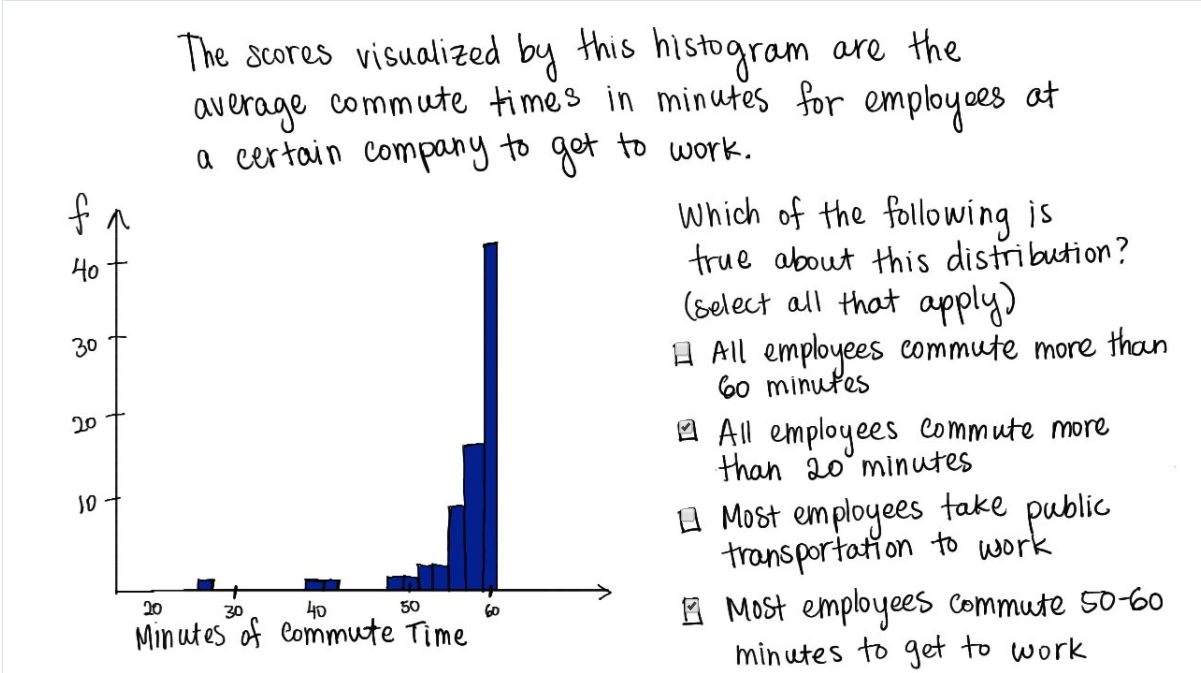 The scores visualized by this histogram are the
average commute times in minutes for employees at
a certain company to get to work.
f
40
30
20
10
20 30 40 50 60
Minutes of Commute Time
Which of the following is
true about this distribution?
(select all that apply)
All employees commute more than
60 minutes
All employees commute more
than 20 minutes
Most employees take public
transportation to work
Most employees commute 50-60
minutes to get to work